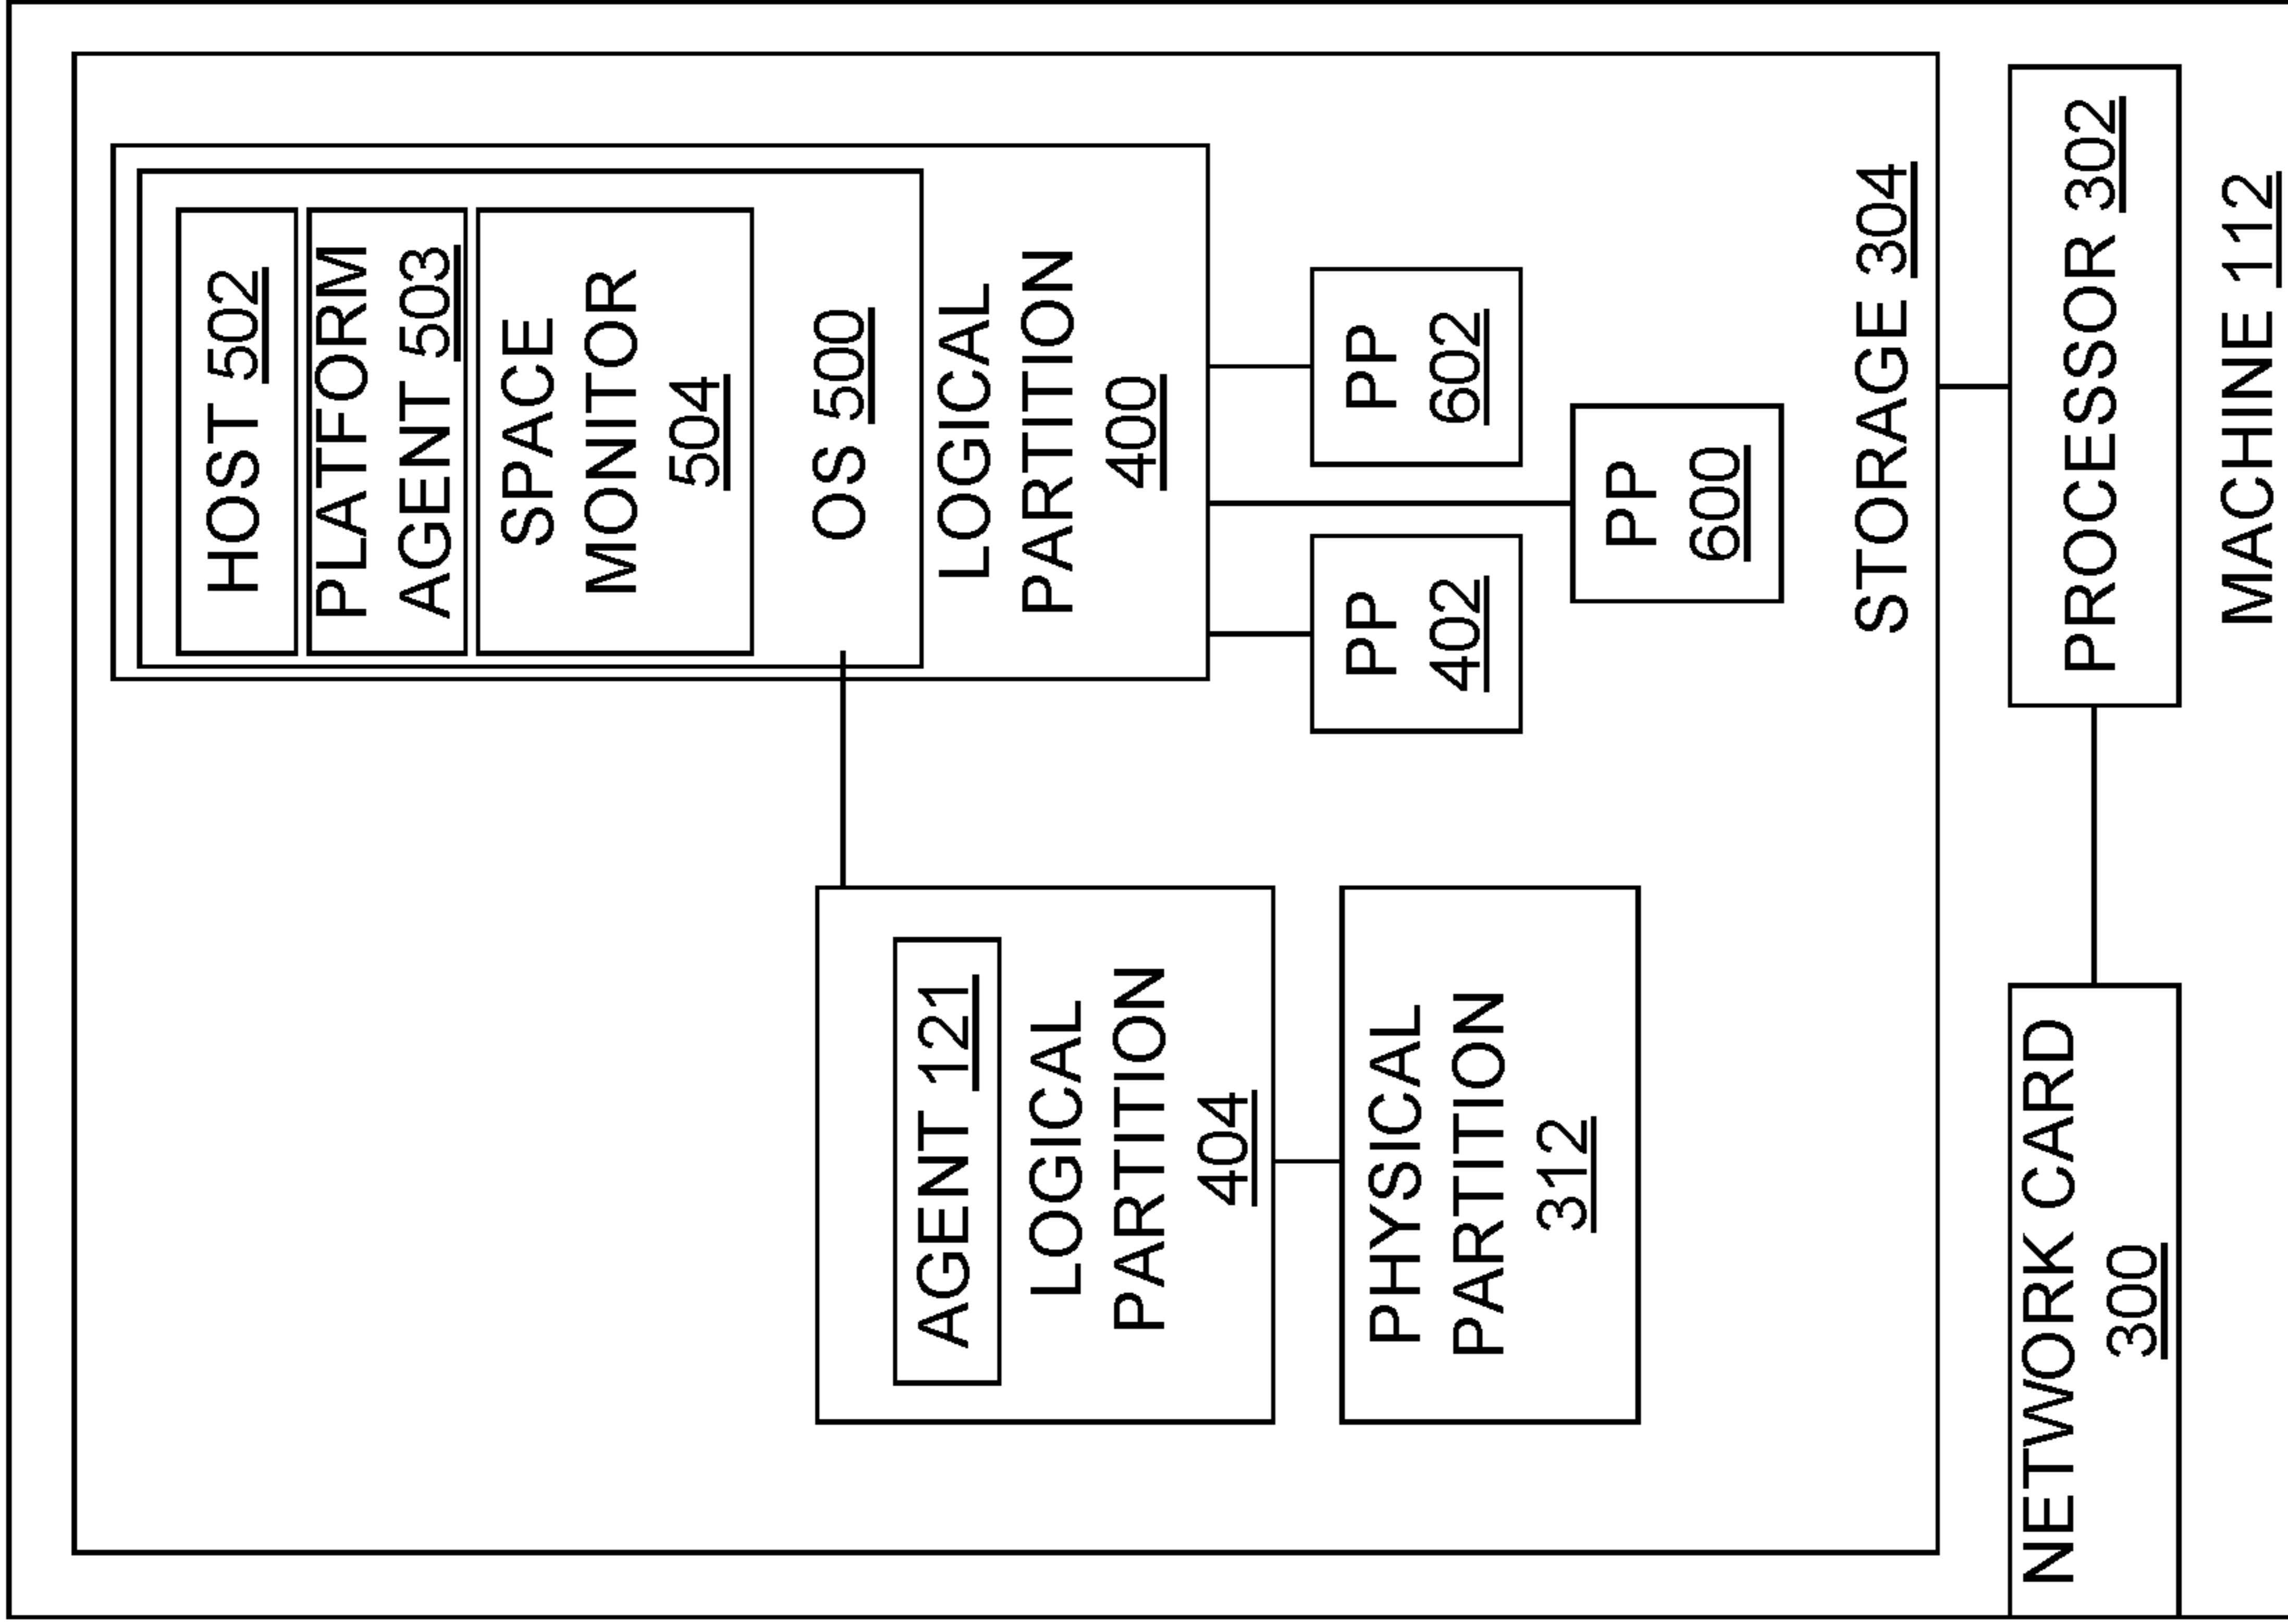 HOST 502
PLATFORM
AGENT 503
SPACE
MONITOR
504
OS 500
LOGICAL
PARTITION
400
AGENT 121
LOGICAL
PARTITION
404
PP
402
PP
602
PP
600
PHYSICAL
PARTITION
312
STORAGE 304
NETWORK CARD
300
PROCESSOR 302
MACHINE 112